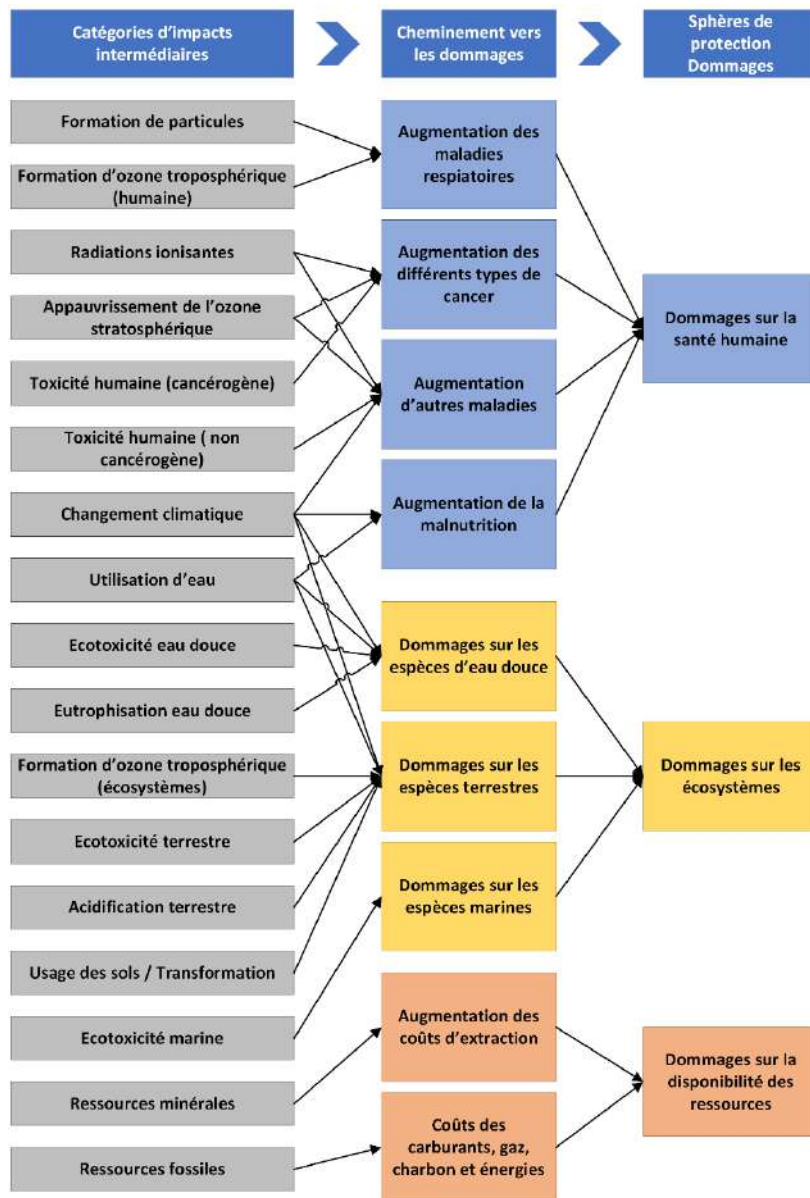 Catégories d'impacts
intermédiaires
Cheminement vers
les dommages
Sphères de
protection
Dommages
Formation de particules
Formation d'ozone troposphérique
(humaine)
Radiations ionisantes
Appauvrissement de l'ozone
stratosphérique
Toxicité humaine (cancérogène)
Toxicité humaine ( non
cancérogène)
Changement climatique
Utilisation d'eau
Ecotoxicité eau douce
Eutrophisation eau douce
Formation d'ozone troposphérique
(écosystèmes)
Ecotoxicité terrestre
Acidification terrestre
Usage des sols / Transformation
Ecotoxicité marine
Ressources minérales
Ressources fossiles
Augmentation des
maladies
respiatoires
Augmentation des
différents types de
cancer
Augmentation
d'autres maladies
Augmentation de la
malnutrition
Dommages sur les
espèces d'eau douce
Dommages sur les
espèces terrestres
Dommages sur les
espèces marines
Augmentation des
coûts d'extraction
Coûts des
carburants, gaz,
charbon et énergies
Dommages sur la
santé humaine
Dommages sur les
écosystèmes
Dommages sur la
disponibilité des
ressources